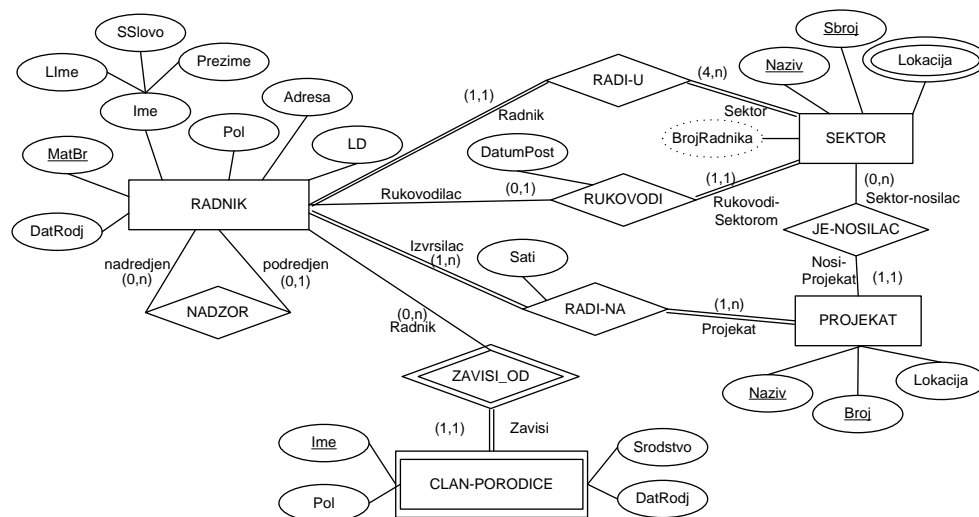 SSlovo
Sbroj
LIme
Prezime
Naziv
Lokacija
Ime
Adresa
RADI-U
(4,n)
(1,1)
Radnik
Sektor
Pol
LD
BrojRadnika
SEKTOR
MatBr
DatumPost
(0,n)
Sektor-nosilac
RADNIK
Rukovodilac
(0,1)
RUKOVODI
(1,1)
Rukovodi-
Sektorom
DatRodj
JE-NOSILAC
nadredjen
(0,n)
podredjen
(0,1)
Izvrsilac
(1,n)
Sati
Nosi-
Projekat
(1,1)
NADZOR
(0,n)
Radnik
RADI-NA
(1,n)
Projekat
PROJEKAT
ZAVISI_OD
Naziv
Broj
Lokacija
(1,1)
Zavisi
Ime
Srodstvo
CLAN-PORODICE
Pol
DatRodj